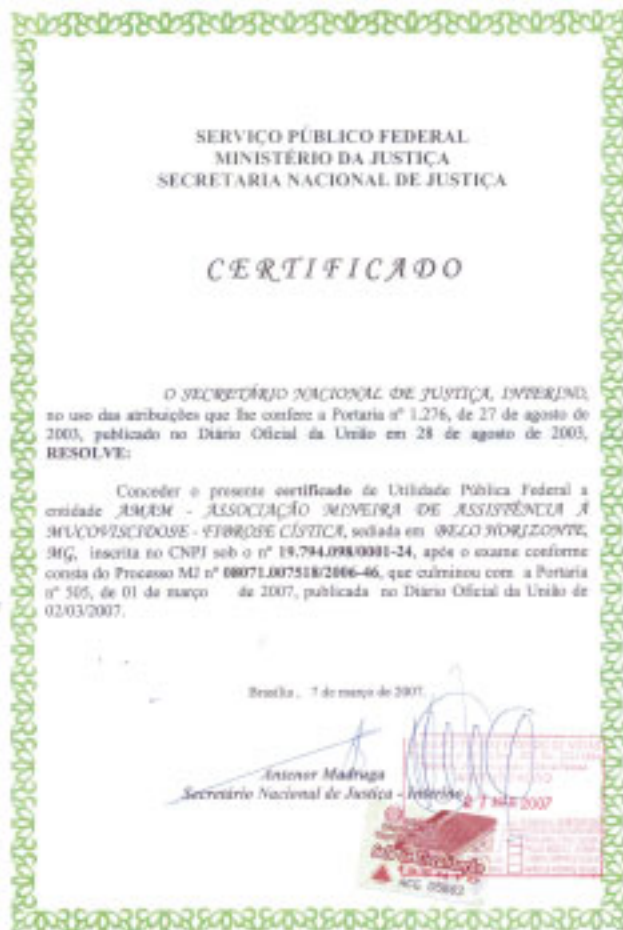 SERVIÇO PÚBLICO FEDERAL
MINISTÉRIO DA JUSTIÇA
SECRETARIA NACIONAL DE JUSTIÇA
CERTIFICADO
O SECRETÁRIO NACIONAL DE JUSTIÇA, INTERINO,
no uso das atribuições que lhe confere a Portaria nº 1.276, de 27 de agosto de
2003, publicado no Diário Oficial da União em 28 de agosto de 2003,
RESOLVE:
Conceder o presente certificado de Utilidade Pública Federal a
entidade AMAM - ASSOCIAÇÃO MINEIRA DE ASSISTÊNCIA À
MUCOVISCIDOSE - FIBROSE CÍSTICA, sediada em BELO HORIZONTE,
MG, inscrita no CNPJ sob o nº 19.794.098/0001-24, após o exame conforme
consta do Processo MJ nº 08071.007518/2006-46, que culminou com a Portaria
nº 505, de 01 de março de 2007, publicada no Diário Oficial da União de
02/03/2007.
Brasília, 7 de março de 2007.
Antenor Madruga
Secretário Nacional de Justiça - Interino
2007